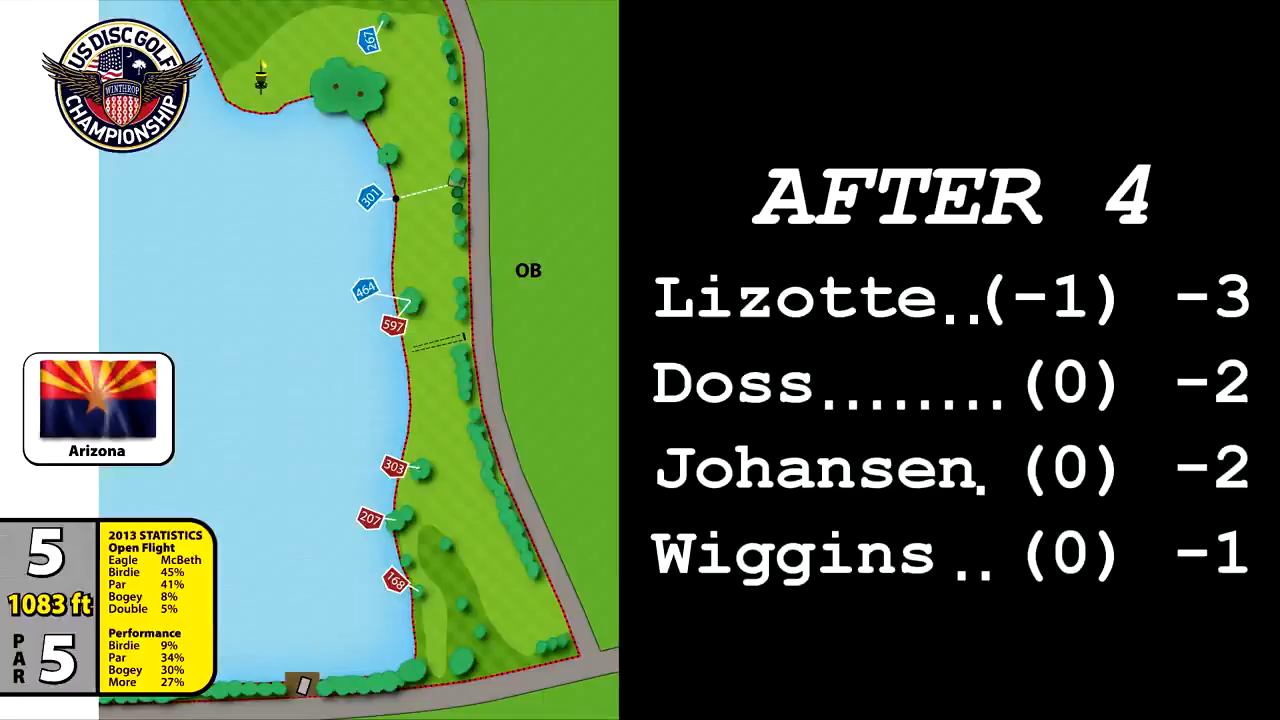 US DISC GOLF
WINTHROP
CHAMPIONSHIP
267
301
OB
464
597
303
207
168
Arizona
5
1083 ft
PAR
5
2013 STATISTICS
Open Flight
Eagle McBeth
Birdie 45%
Par 41%
Bogey 8%
Double 5%
Performance
Birdie 9%
Par 34%
Bogey 30%
More 27%
AFTER 4
Lizotte..(-1) -3
Doss........(0) -2
Johansen. (0) -2
Wiggins .. (0) -1